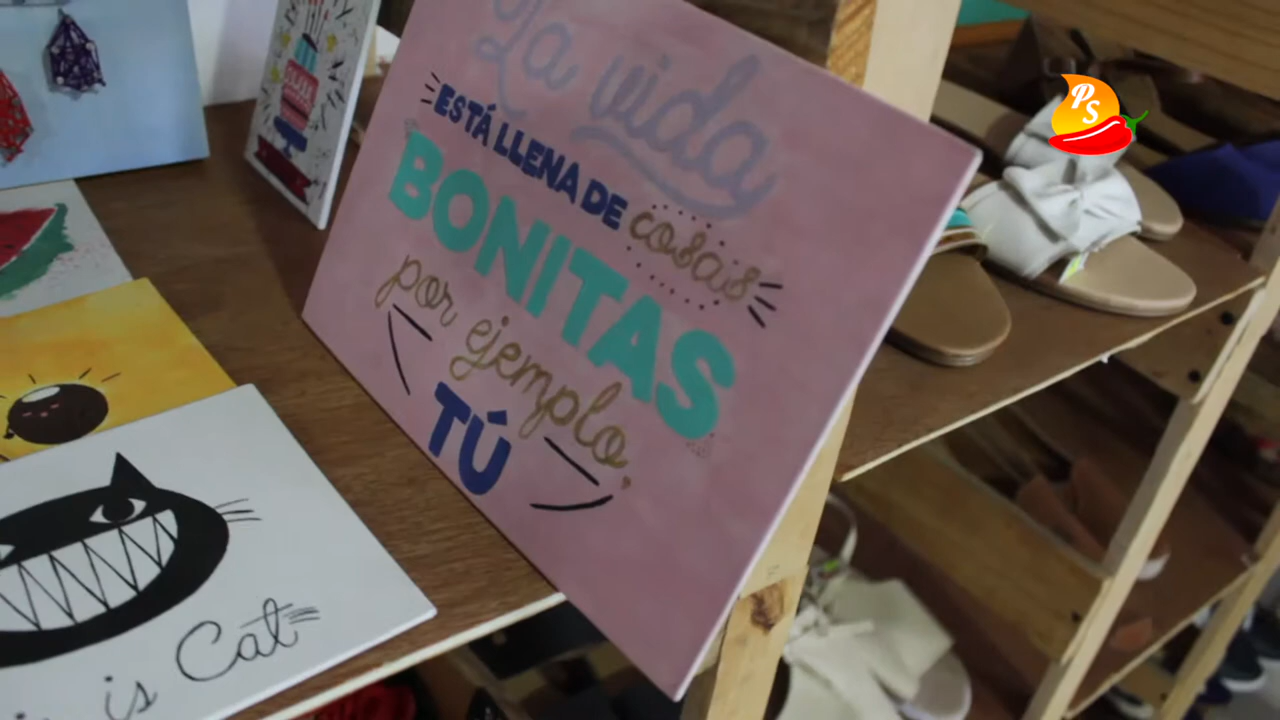 La vida
ESTÁ LLENA DE cosas
BONITAS
por ejemplo,
TÚ
is Cat
PS